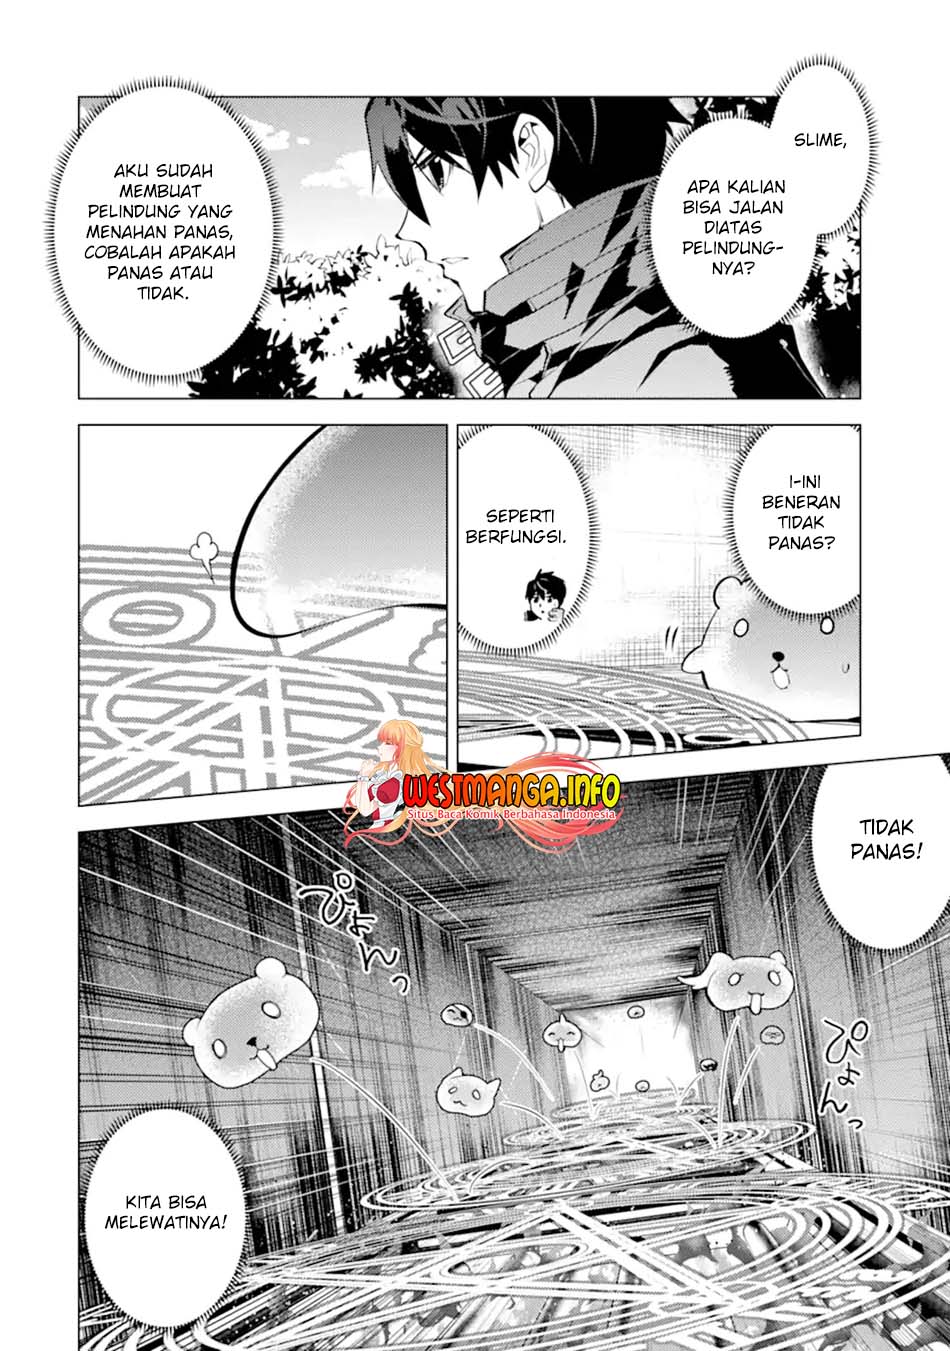 SLIME,
APA KALIAN
BISA JALAN
DIATAS
PELINDUNG-
NYA?
AKU SUDAH
MEMBUAT
PELINDUNG YANG
MENAHAN PANAS,
COBALAH APAKAH
PANAS ATAU
TIDAK.
I-INI
BENERAN
TIDAK
PANAS?
SEPERTI
BERFUNGSI.
WESTMANGA.INFO
Situs Baca Komik Berbahasa Indonesia
TIDAK
PANAS!
ぴょんっ
ぴょんっ
KITA BISA
MELEWATINYA!